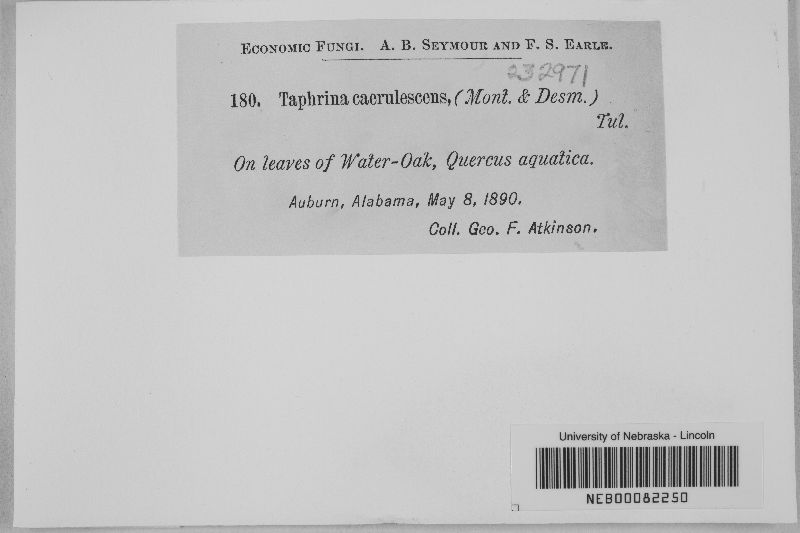 Economic Fungi. A. B. Seymour and F. S. Earle.
232971
180. Taphrina caerulescens, (Mont. & Desm.)
Tul.
On leaves of Water-Oak, Quercus aquatica.
Auburn, Alabama, May 8, 1890.
Coll. Geo. F. Atkinson.
University of Nebraska - Lincoln
NEB00082250